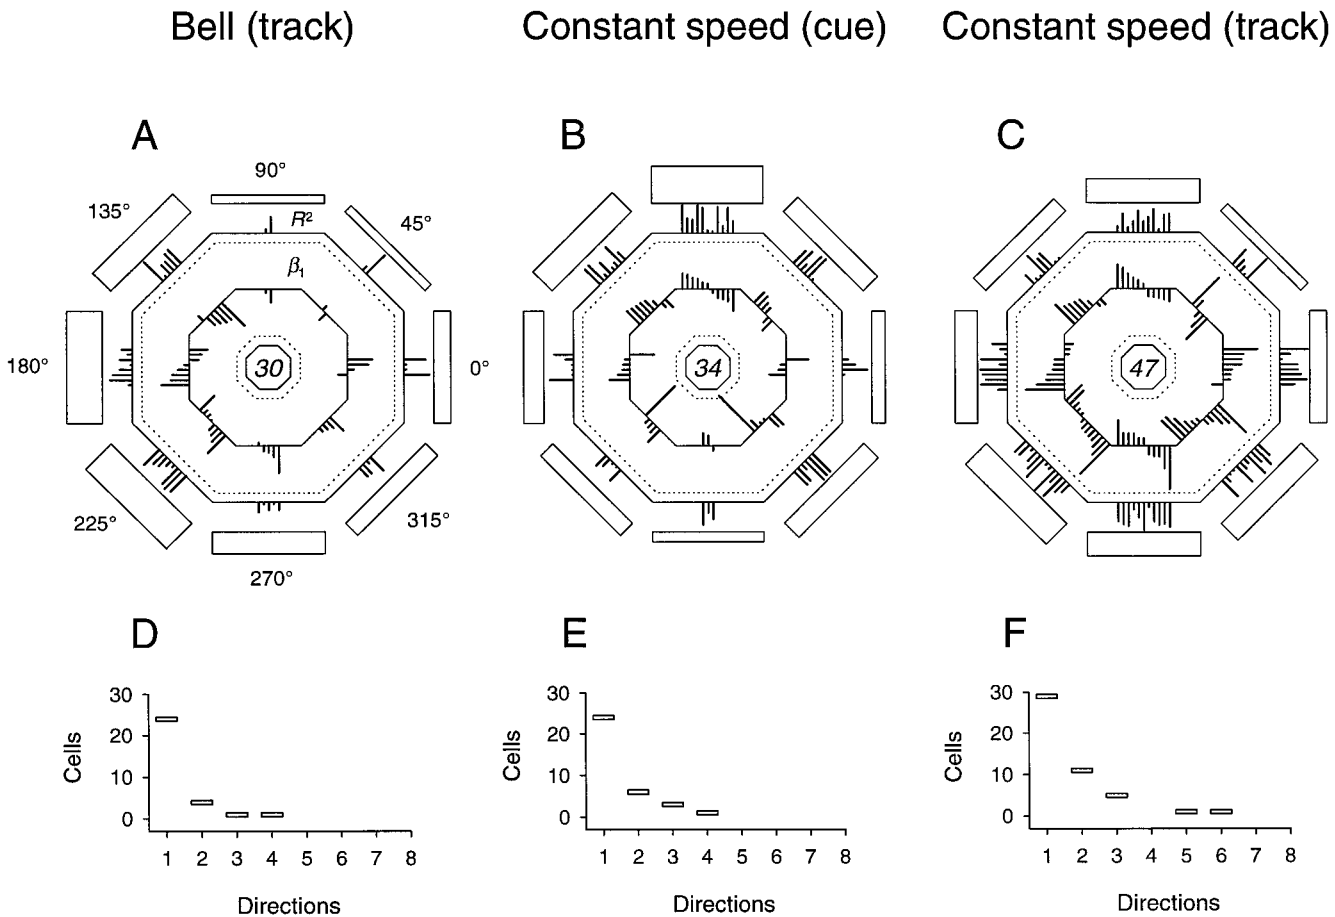 Bell (track) Constant speed (cue) Constant speed (track)
A B C
90°
135° R² 45°
β₁
180° 30 0° 34 47
225° 315°
270°
D E F
30 30 30
20 20 20
Cells Cells Cells
10 10 10
0 0 0
1 2 3 4 5 6 7 8 1 2 3 4 5 6 7 8 1 2 3 4 5 6 7 8
Directions Directions Directions